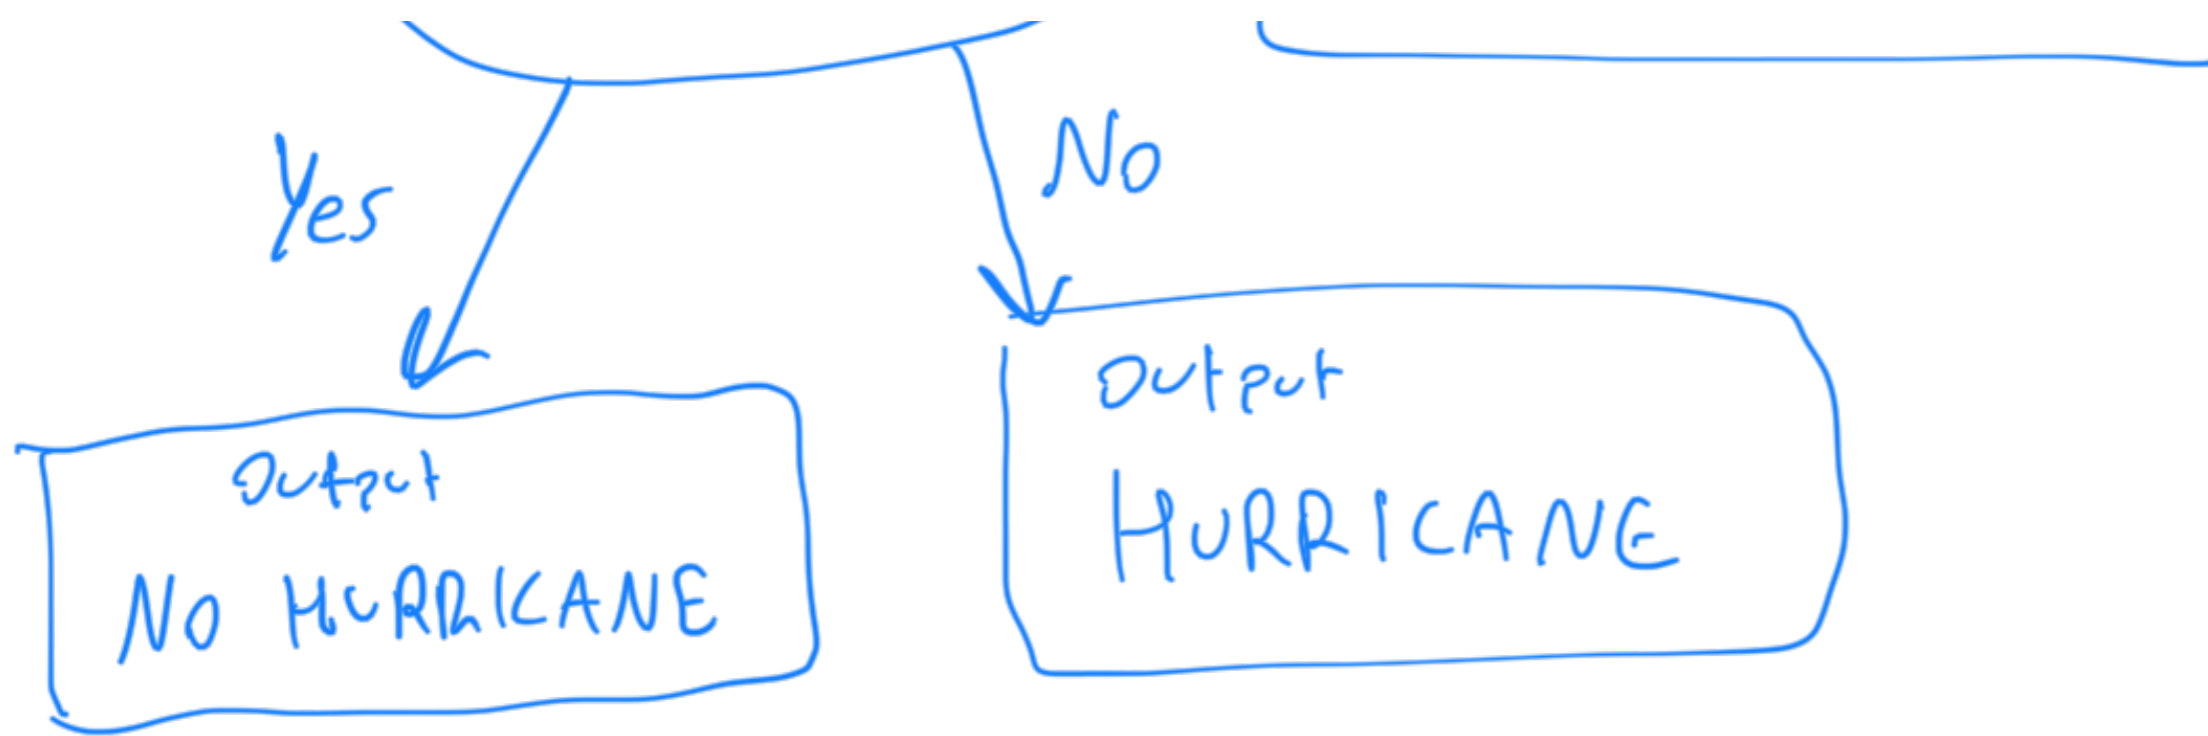 Yes
No
Output
NO HURRICANE
Output
HURRICANE